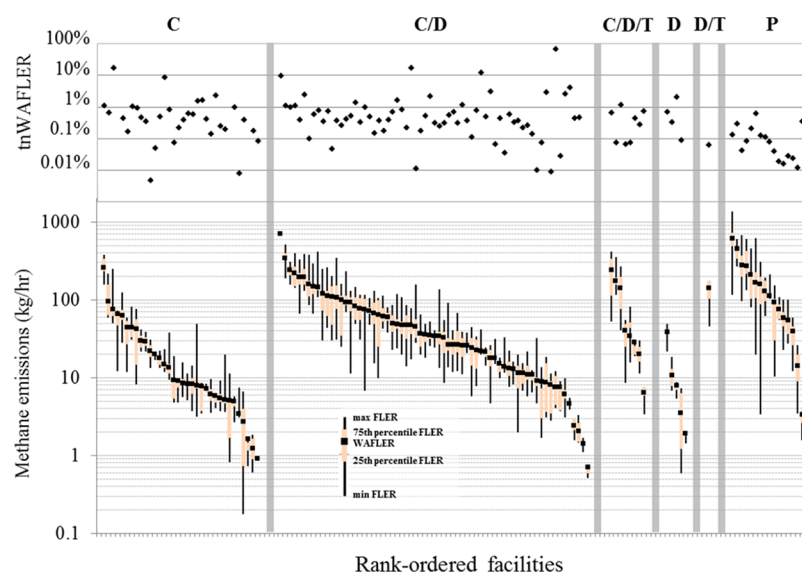 C C/D C/D/T D D/T P
100%
10%
1%
0.1%
0.01%
tnWAFLER
1000
100
10
1
0.1
Methane emissions (kg/hr)
max FLER
75th percentile FLER
WAFLER
25th percentile FLER
min FLER
Rank-ordered facilities